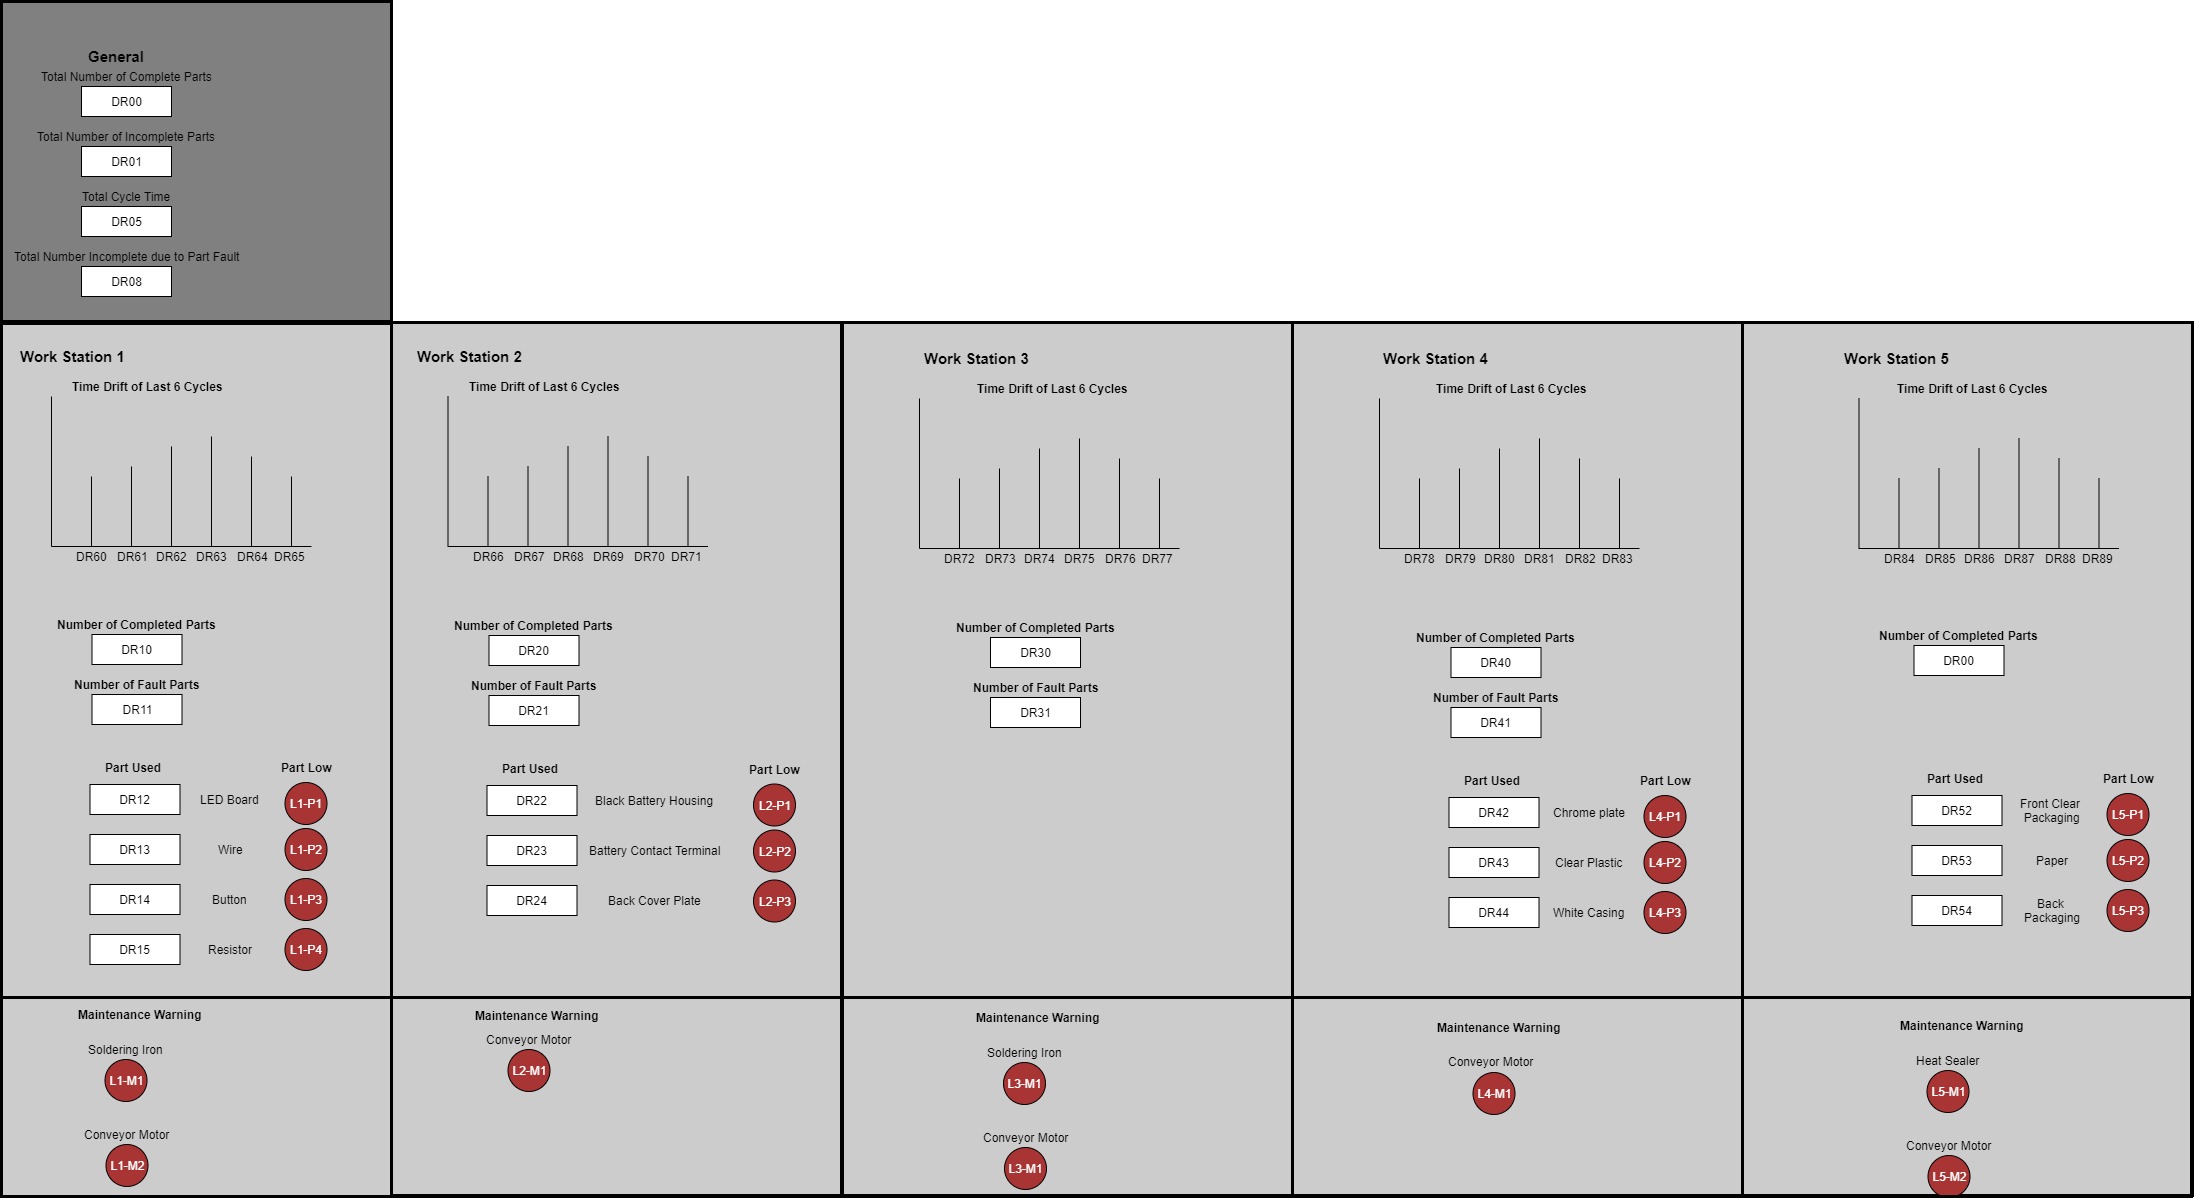 General
Total Number of Complete Parts
DR00
Total Number of Incomplete Parts
DR01
Total Cycle Time
DR05
Total Number Incomplete due to Part Fault
DR08
Work Station 1
Time Drift of Last 6 Cycles
DR60 DR61 DR62 DR63 DR64 DR65
Number of Completed Parts
DR10
Number of Fault Parts
DR11
Part Used Part Low
DR12 LED Board L1-P1
DR13 Wire L1-P2
DR14 Button L1-P3
DR15 Resistor L1-P4
Maintenance Warning
Soldering Iron
L1-M1
Conveyor Motor
L1-M2
Work Station 2
Time Drift of Last 6 Cycles
DR66 DR67 DR68 DR69 DR70 DR71
Number of Completed Parts
DR20
Number of Fault Parts
DR21
Part Used Part Low
DR22 Black Battery Housing L2-P1
DR23 Battery Contact Terminal L2-P2
DR24 Back Cover Plate L2-P3
Maintenance Warning
Conveyor Motor
L2-M1
Work Station 3
Time Drift of Last 6 Cycles
DR72 DR73 DR74 DR75 DR76 DR77
Number of Completed Parts
DR30
Number of Fault Parts
DR31
Maintenance Warning
Soldering Iron
L3-M1
Conveyor Motor
L3-M1
Work Station 4
Time Drift of Last 6 Cycles
DR78 DR79 DR80 DR81 DR82 DR83
Number of Completed Parts
DR40
Number of Fault Parts
DR41
Part Used Part Low
DR42 Chrome plate L4-P1
DR43 Clear Plastic L4-P2
DR44 White Casing L4-P3
Maintenance Warning
Conveyor Motor
L4-M1
Work Station 5
Time Drift of Last 6 Cycles
DR84 DR85 DR86 DR87 DR88 DR89
Number of Completed Parts
DR00
Part Used Part Low
DR52 Front Clear Packaging L5-P1
DR53 Paper L5-P2
DR54 Back Packaging L5-P3
Maintenance Warning
Heat Sealer
L5-M1
Conveyor Motor
L5-M2